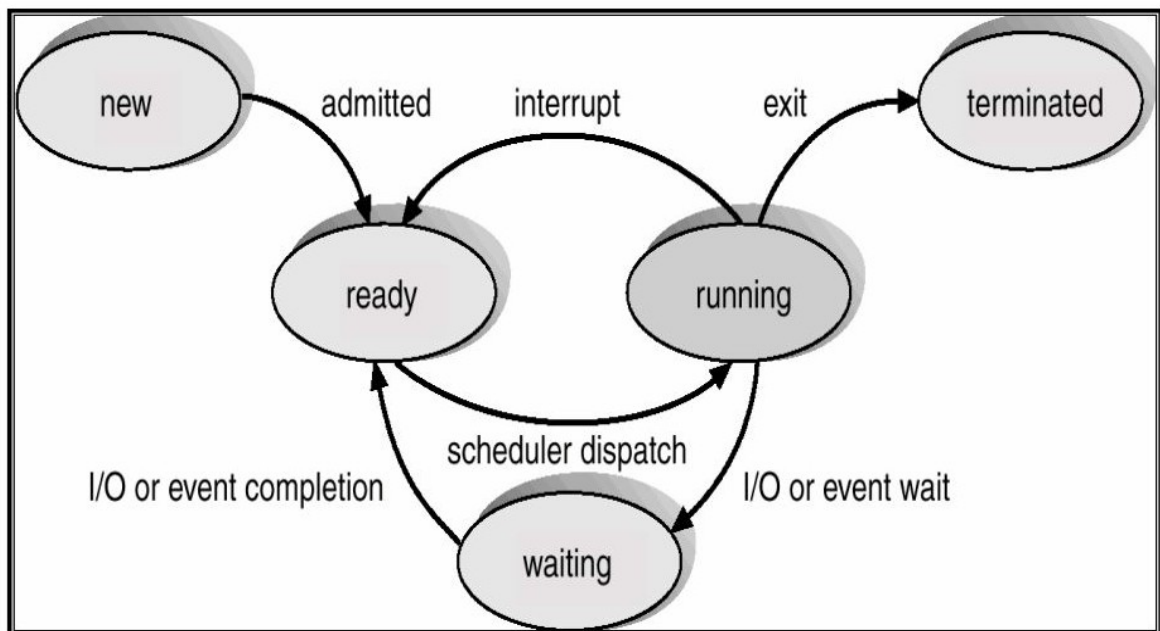 new
admitted
interrupt
exit
terminated
ready
running
scheduler dispatch
I/O or event completion
I/O or event wait
waiting